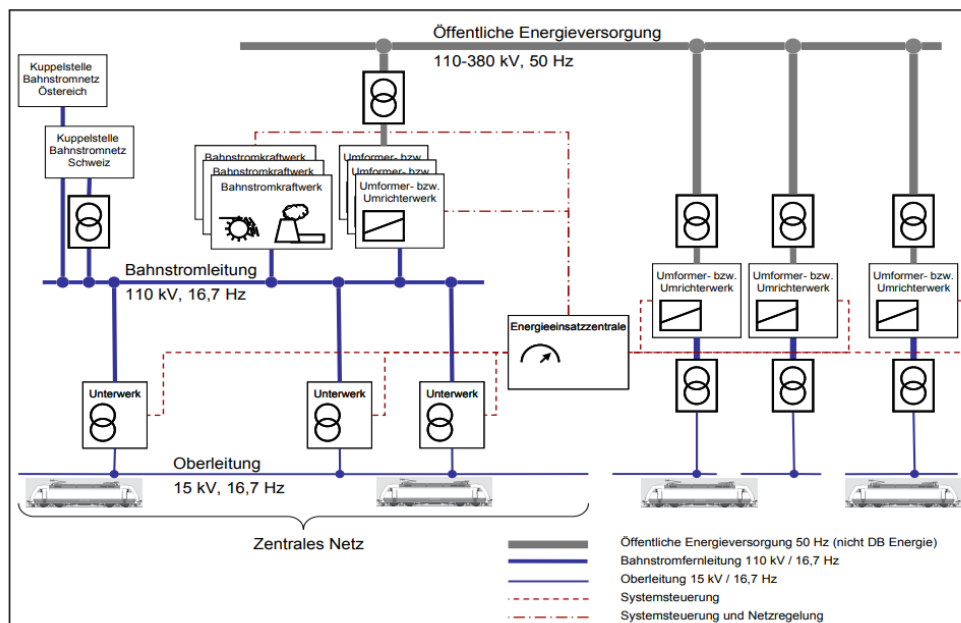 Öffentliche Energieversorgung
110-380 kV, 50 Hz
Kuppelstelle
Bahnstromnetz
Österreich
Kuppelstelle
Bahnstromnetz
Schweiz
Bahnstromkraftwerk
Bahnstromkraftwerk
Bahnstromkraftwerk
Umformer- bzw.
Umformer- bzw.
Umformer- bzw.
Umrichterwerk
Bahnstromleitung
110 kV, 16,7 Hz
Umformer- bzw.
Umrichterwerk
Umformer- bzw.
Umrichterwerk
Umformer- bzw.
Umrichterwerk
Energieeinsatzzentrale
Unterwerk
Unterwerk
Unterwerk
Oberleitung
15 kV, 16,7 Hz
Zentrales Netz
Öffentliche Energieversorgung 50 Hz (nicht DB Energie)
Bahnstromfernleitung 110 kV / 16,7 Hz
Oberleitung 15 kV / 16,7 Hz
Systemsteuerung
Systemsteuerung und Netzregelung